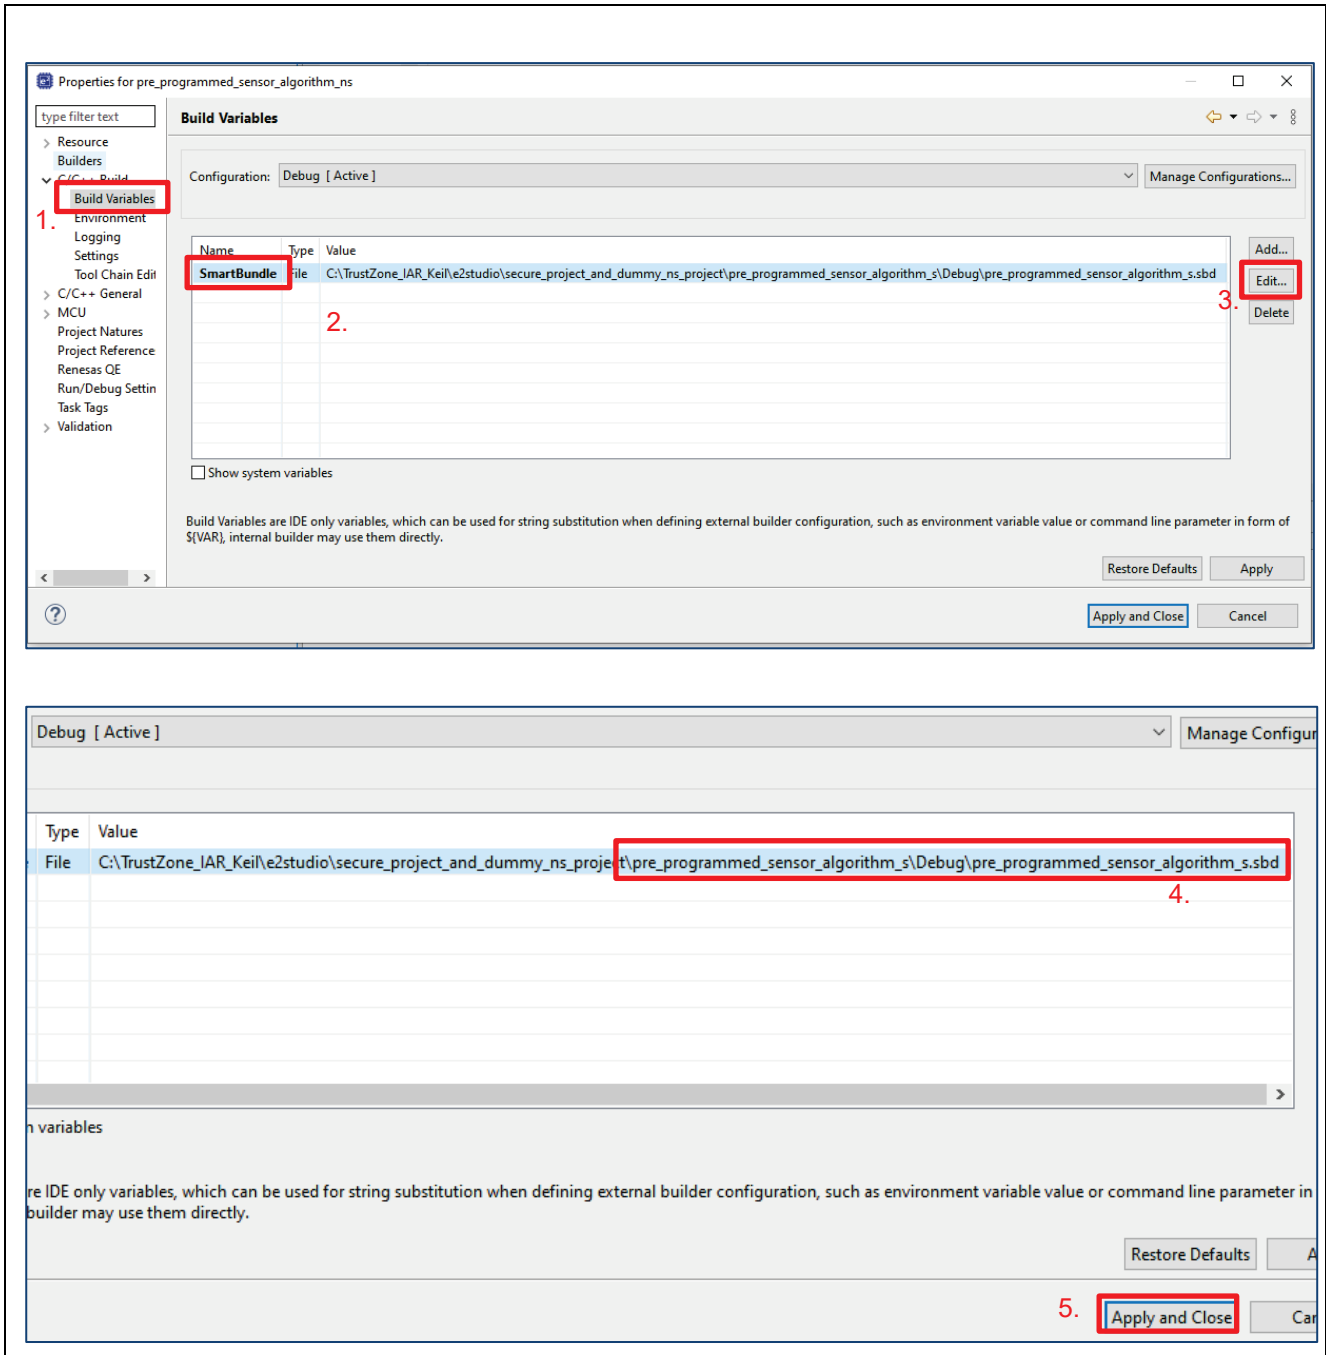 Properties for pre_programmed_sensor_algorithm_ns
type filter text
Build Variables
Resource
Builders
C/C++ Build
Build Variables
1.
Environment
Logging
Settings
Tool Chain Edit
C/C++ General
MCU
Project Natures
Project Reference
Renesas QE
Run/Debug Settin
Task Tags
Validation
Configuration: Debug [ Active ] Manage Configurations...
Name Type Value
SmartBundle File C:\TrustZone_IAR_Keil\e2studio\secure_project_and_dummy_ns_project\pre_programmed_sensor_algorithm_s\Debug\pre_programmed_sensor_algorithm_s.sbd
2.
Add...
Edit...
3.
Delete
Show system variables
Build Variables are IDE only variables, which can be used for string substitution when defining external builder configuration, such as environment variable value or command line parameter in form of
${VAR}, internal builder may use them directly.
Restore Defaults Apply
Apply and Close Cancel
Debug [ Active ] Manage Configur
Type Value
File C:\TrustZone_IAR_Keil\e2studio\secure_project_and_dummy_ns_project\pre_programmed_sensor_algorithm_s\Debug\pre_programmed_sensor_algorithm_s.sbd
4.
n variables
re IDE only variables, which can be used for string substitution when defining external builder configuration, such as environment variable value or command line parameter in
builder may use them directly.
Restore Defaults A
5. Apply and Close Car